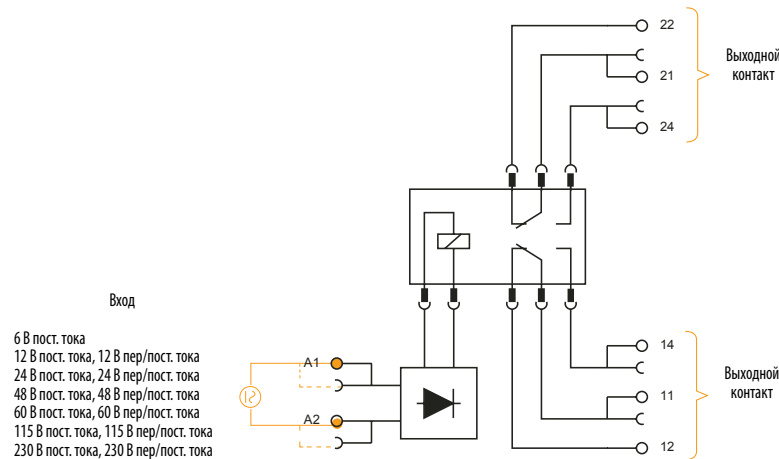 22
Выходной
контакт
21
24
Вход
6 В пост. тока
12 В пост. тока, 12 В пер/пост. тока
24 В пост. тока, 24 В пер/пост. тока
48 В пост. тока, 48 В пер/пост. тока
60 В пост. тока, 60 В пер/пост. тока
115 В пост. тока, 115 В пер/пост. тока
230 В пост. тока, 230 В пер/пост. тока
A1
A2
14
11
12
Выходной
контакт